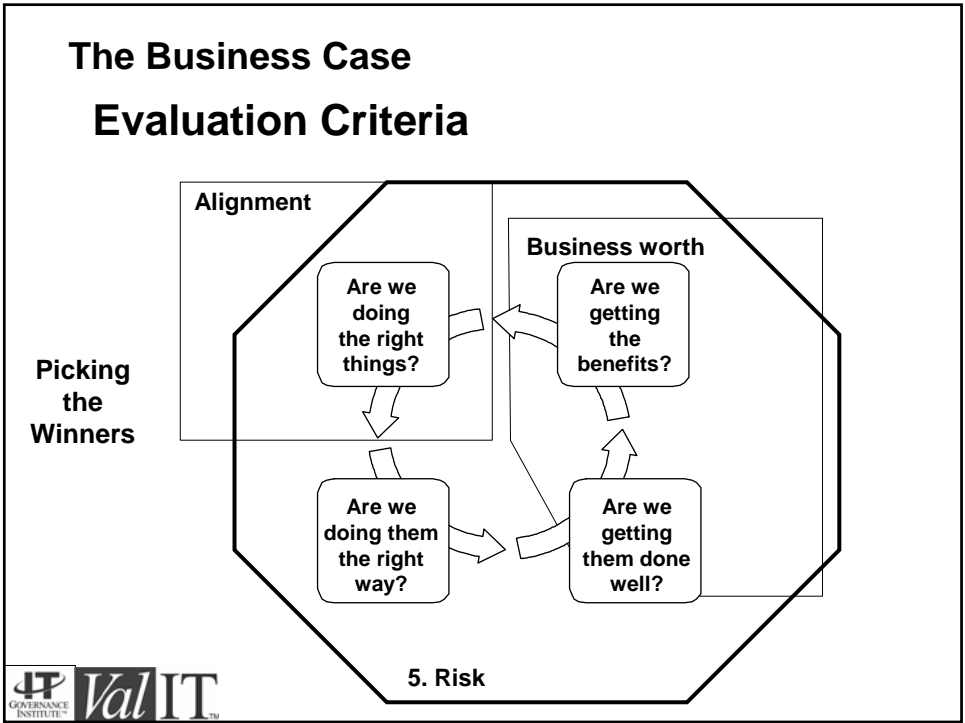 The Business Case
Evaluation Criteria
Alignment
Business worth
Are we
doing
the right
things?
Are we
getting
the
benefits?
Picking
the
Winners
Are we
doing them
the right
way?
Are we
getting
them done
well?
5. Risk
IT
GOVERNANCE
INSTITUTE™
Val IT™